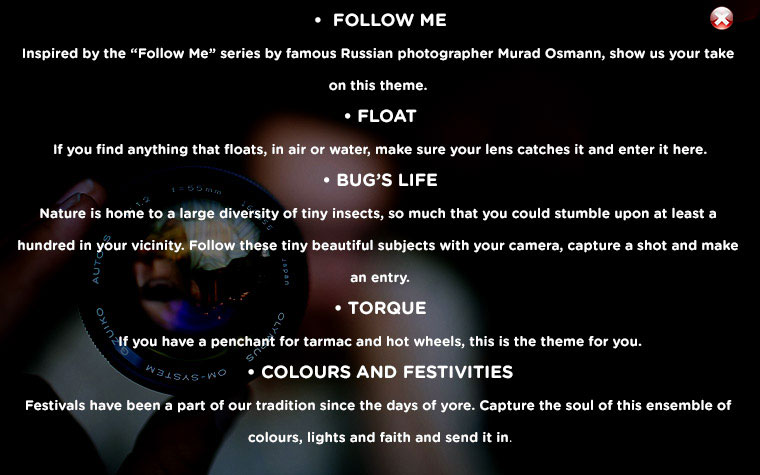 • FOLLOW ME
Inspired by the “Follow Me” series by famous Russian photographer Murad Osmann, show us your take
on this theme.
• FLOAT
If you find anything that floats, in air or water, make sure your lens catches it and enter it here.
• BUG’S LIFE
Nature is home to a large diversity of tiny insects, so much that you could stumble upon at least a
hundred in your vicinity. Follow these tiny beautiful subjects with your camera, capture a shot and make
an entry.
• TORQUE
If you have a penchant for tarmac and hot wheels, this is the theme for you.
• COLOURS AND FESTIVITIES
Festivals have been a part of our tradition since the days of yore. Capture the soul of this ensemble of
colours, lights and faith and send it in.
f=55mm
Japan
OLYMPUS
OM-SYSTEM